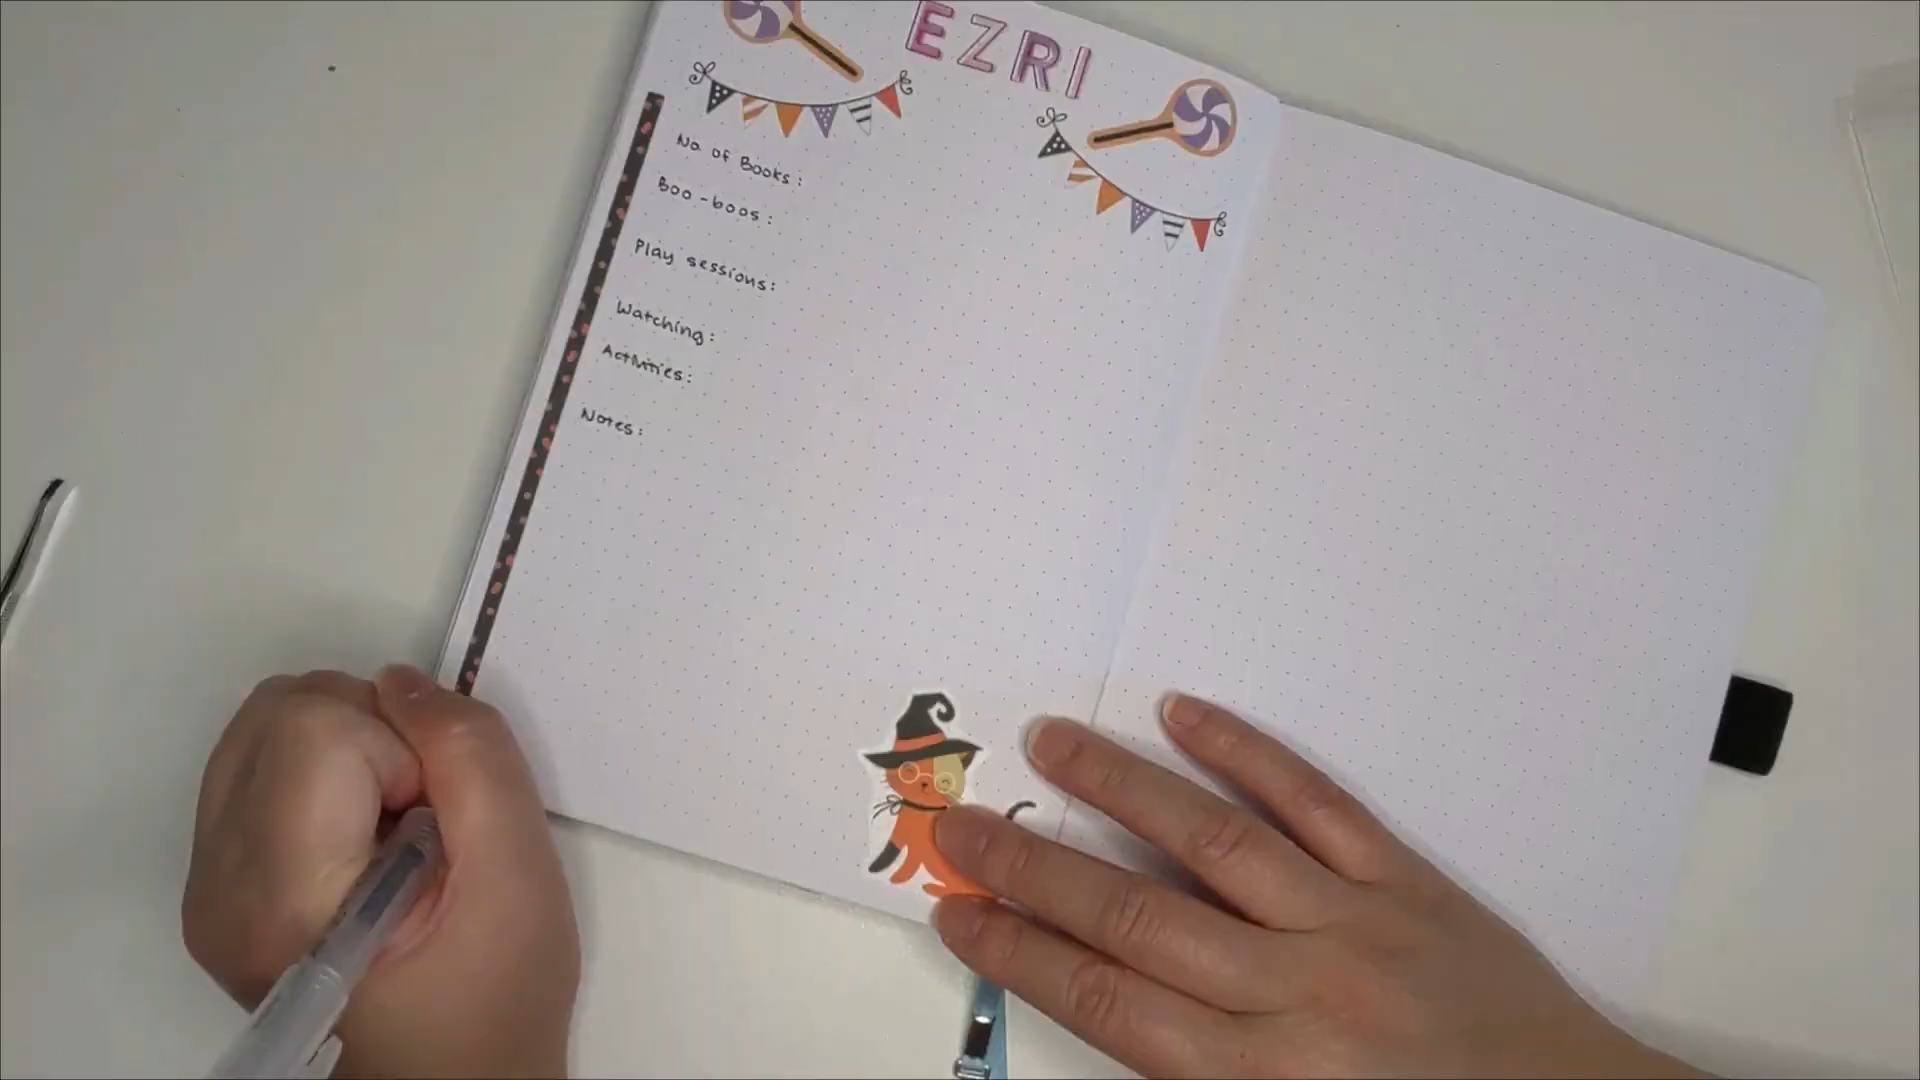 EZRI
No. of Books:
Boo-boos:
Play sessions:
Watching:
Activities:
Notes: